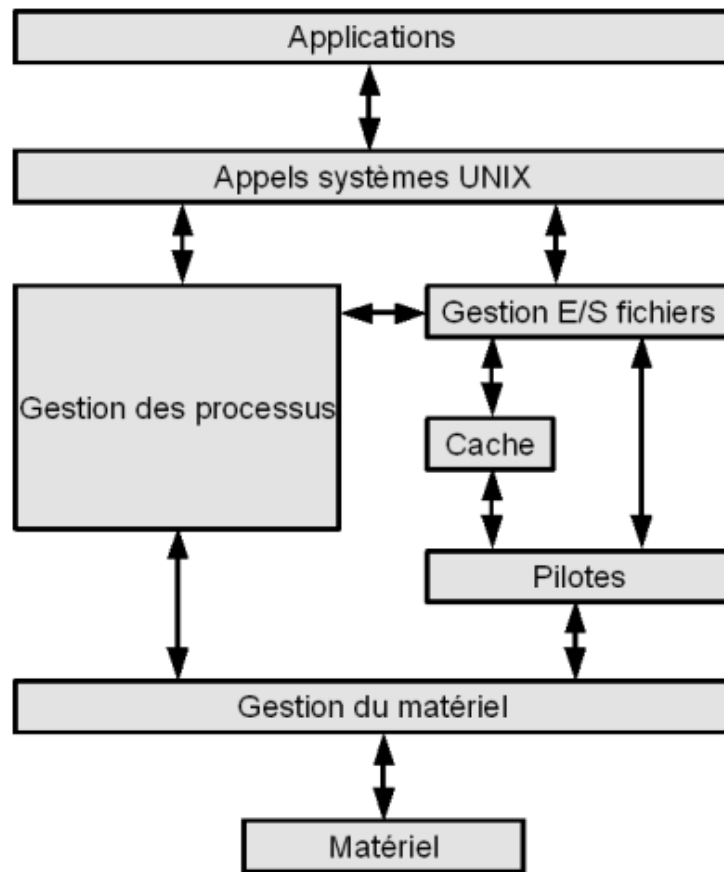 Applications
Appels systèmes UNIX
Gestion E/S fichiers
Gestion des processus
Cache
Pilotes
Gestion du matériel
Matériel